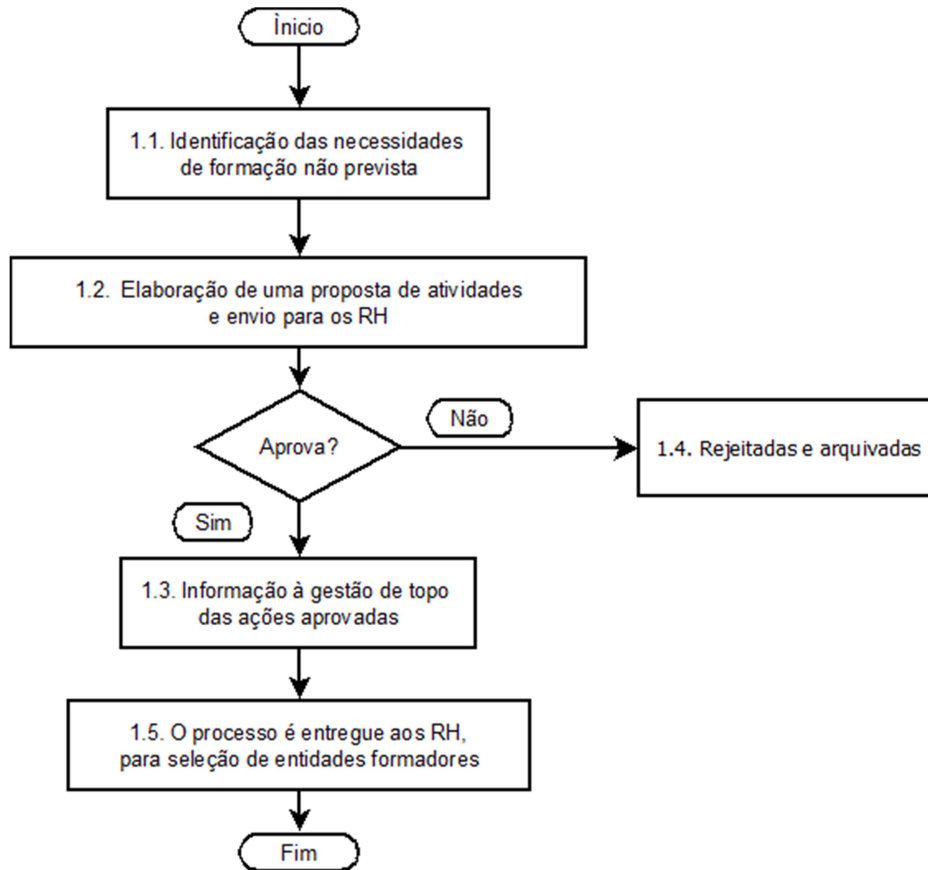 Ìnicio
1.1. Identificação das necessidades
de formação não prevista
1.2. Elaboração de uma proposta de atividades
e envio para os RH
Aprova?
Não
1.4. Rejeitadas e arquivadas
Sim
1.3. Informação à gestão de topo
das ações aprovadas
1.5. O processo é entregue aos RH,
para seleção de entidades formadores
Fim